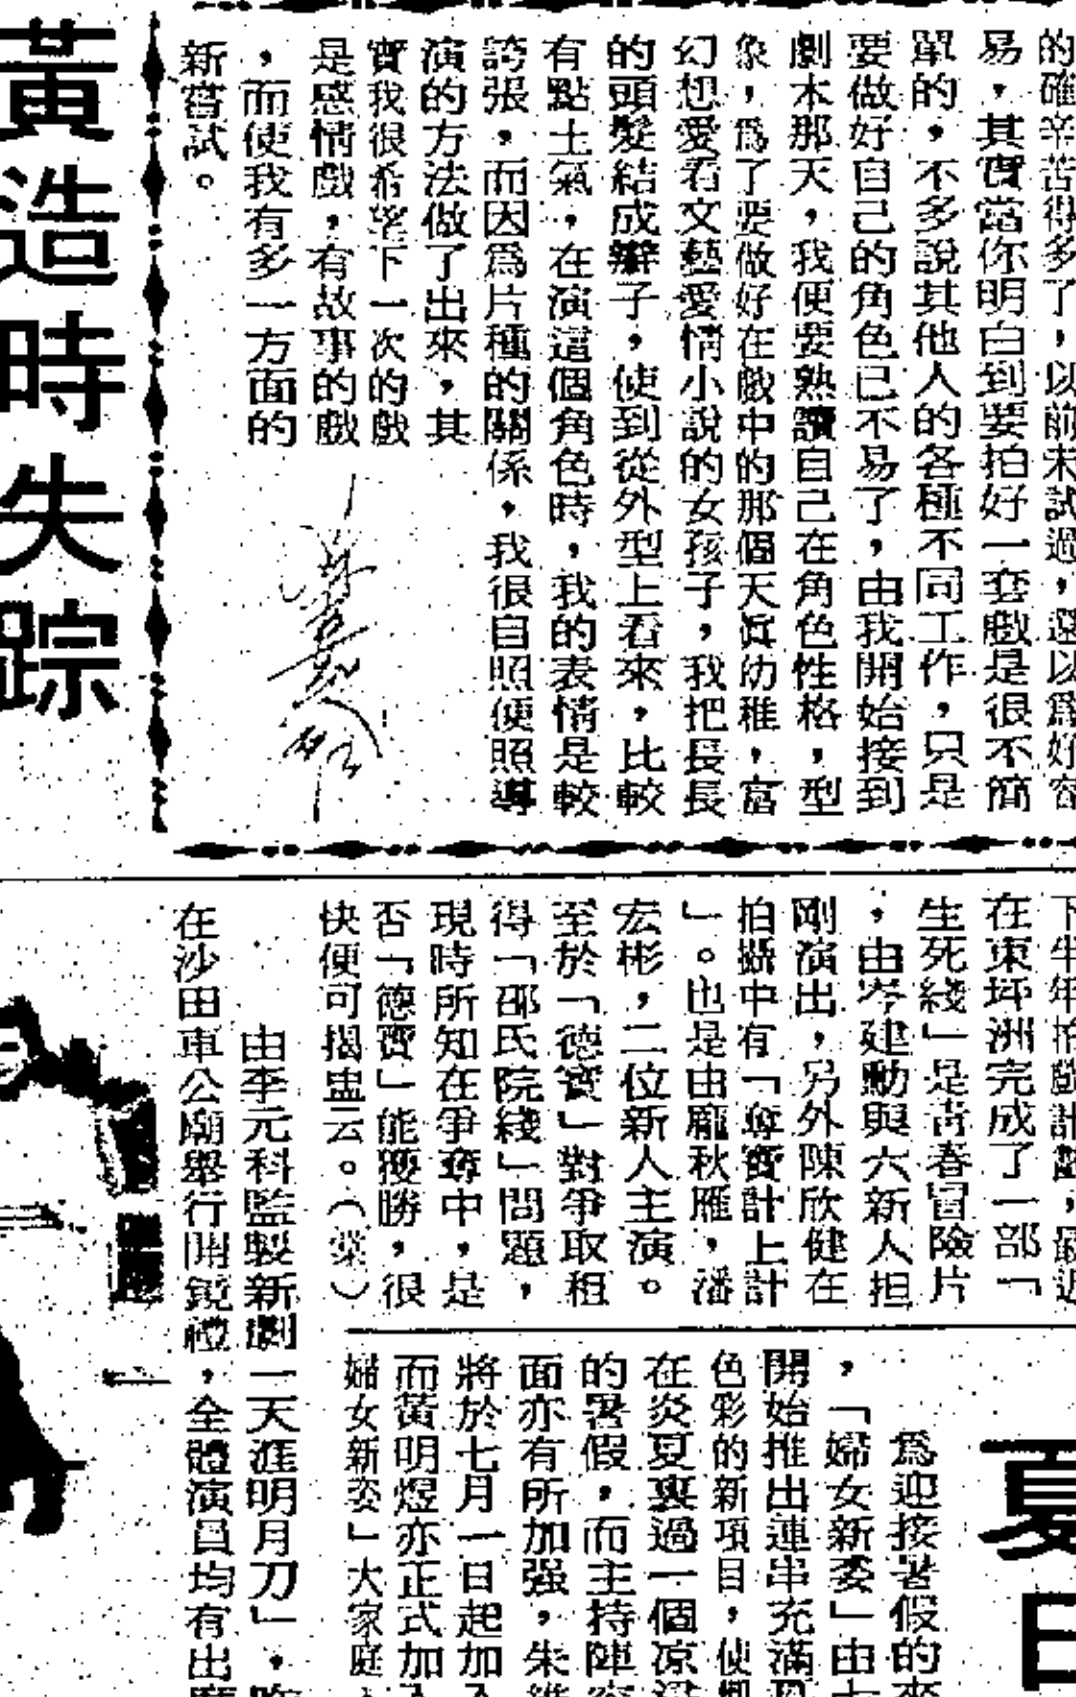 的確辛苦得多了，以前未試過，還以爲好容
易，其實當你明白到要拍好一套戲是很不簡
單的，不多說其他人的各種不同工作，只是
要做好自己的角色已不易了，由我開始接到
劇本那天，我便要熟讀自己在角色性格，型
象，爲了要做好在戲中的那個天眞幼稚，富
幻想愛看文藝愛情小說的女孩子，我把長長
的頭髮結成辮子，使到從外型上看來，比較
有點土氣，在演這個角色時，我的表情是較
誇張，而因爲片種的關係，我很自照便照導
演的方法做了出來，其
實我很希望下一次的戲
是感情戲，有故事的戲
，而使我有多一方面的
新嘗試。
黃造時失踪
下半年拍戲計劃，最近
在東坪洲完成了一部「
生死綫」是靑春冒險片
，由岑建勳與六新人担
剛演出，另外陳欣健在
拍攝中有「奪寳計上計
」。也是由龐秋雁，潘
宏彬，二位新人主演。
至於「德寳」對爭取租
得「邵氏院綫」問題，
現時所知在爭奪中，是
否「德寳」能獲勝，很
快便可揭盅云。（榮）
由李元科監製新劇「天涯明月刀」，
在沙田車公廟舉行開鏡禮，全體演員均有出
夏日
爲迎接暑假的來
，「婦女新委」由七
開始推出連串充滿夏
色彩的新項目，使
在炎夏裏過一個凉
的暑假，而主持陣
面亦有所加强，朱
將於七月一日起加入
而黃明煜亦正式加入
婦女新姿」大家庭